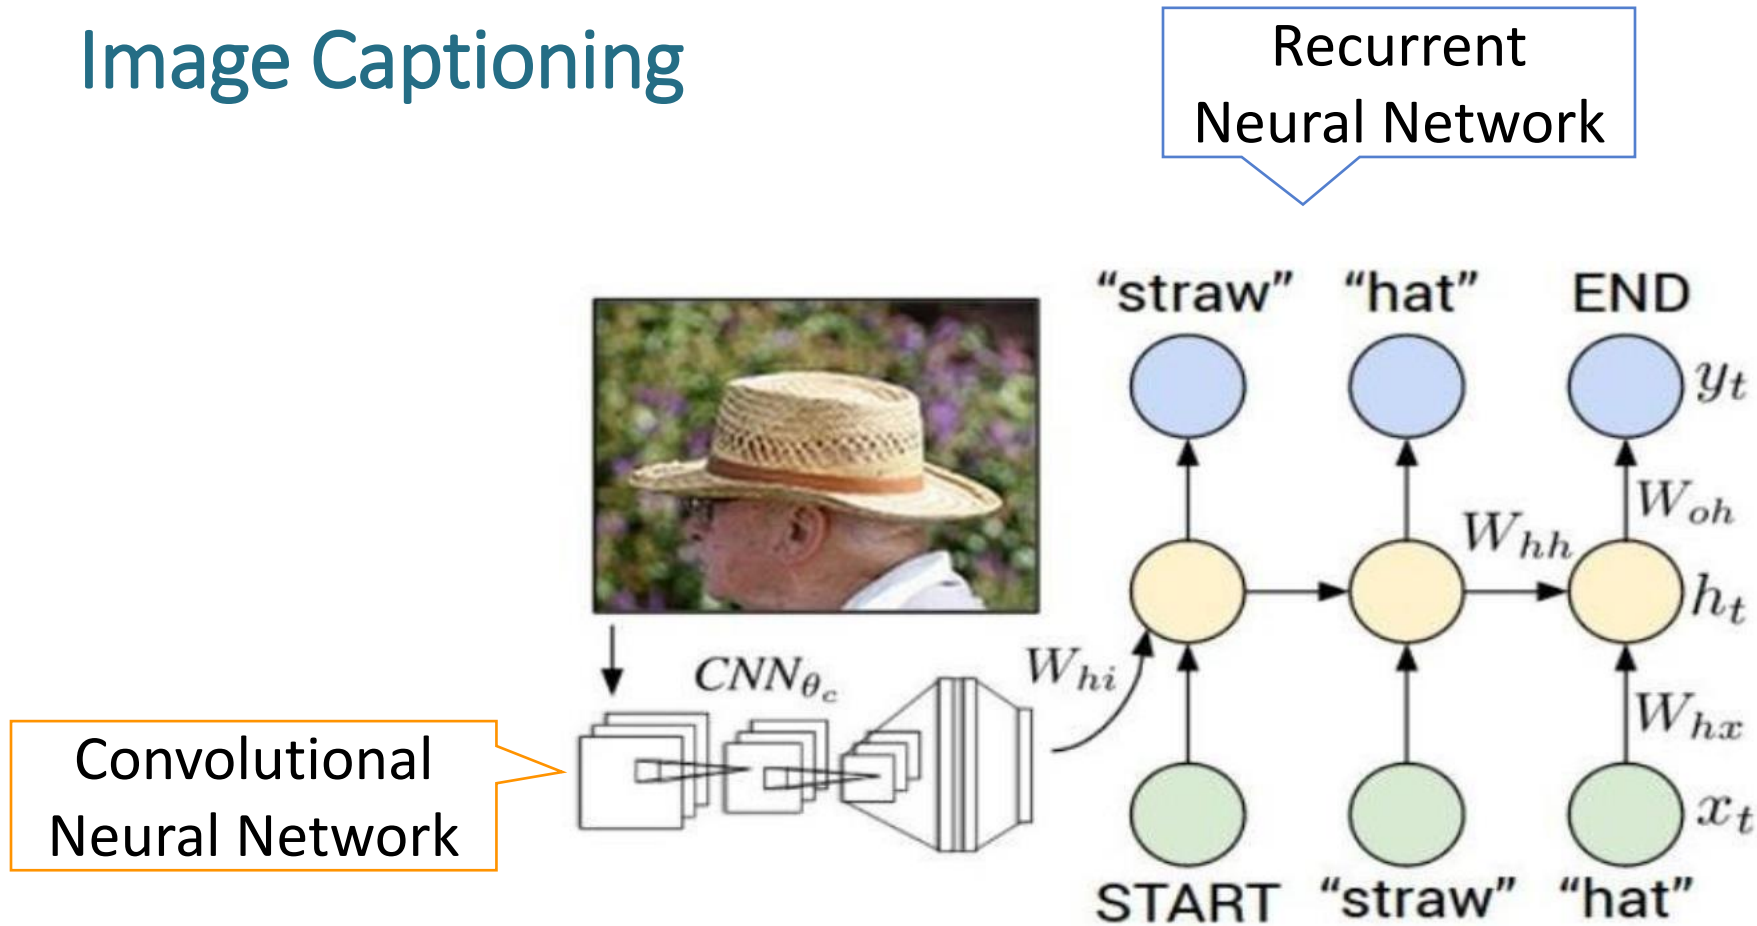 Image Captioning
Recurrent
Neural Network
“straw” “hat” END
y_t
W_oh
W_hh
h_t
CNN_θ_c
W_hi
W_hx
Convolutional
Neural Network
x_t
START “straw” “hat”